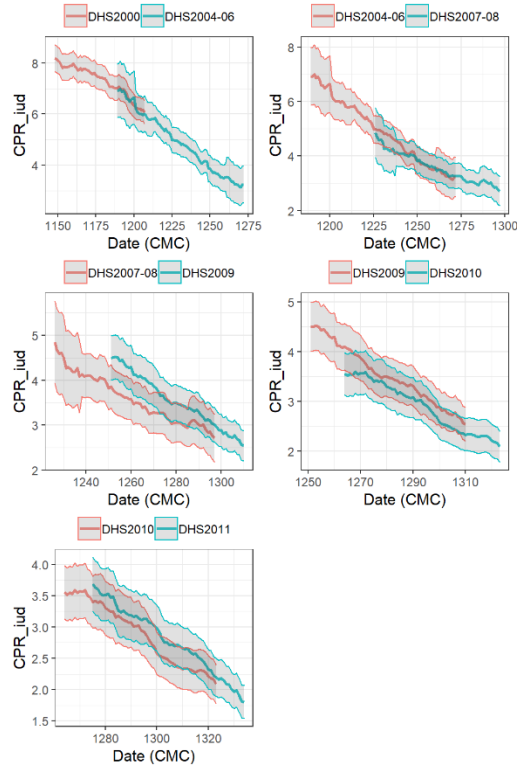 DHS2000 DHS2004-06
CPR_iud
8
6
4
1150 1175 1200 1225 1250 1275
Date (CMC)
DHS2004-06 DHS2007-08
CPR_iud
8
6
4
2
1200 1225 1250 1275 1300
Date (CMC)
DHS2007-08 DHS2009
CPR_iud
5
4
3
2
1240 1260 1280 1300
Date (CMC)
DHS2009 DHS2010
CPR_iud
5
4
3
2
1250 1270 1290 1310
Date (CMC)
DHS2010 DHS2011
CPR_iud
4.0
3.5
3.0
2.5
2.0
1.5
1280 1300 1320
Date (CMC)